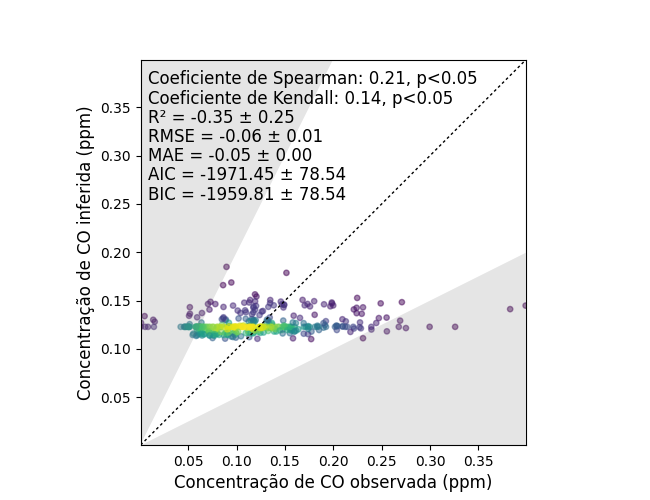 Coeficiente de Spearman: 0.21, p<0.05
Coeficiente de Kendall: 0.14, p<0.05
R² = -0.35 ± 0.25
RMSE = -0.06 ± 0.01
MAE = -0.05 ± 0.00
AIC = -1971.45 ± 78.54
BIC = -1959.81 ± 78.54
Concentração de CO inferida (ppm)
0.35
0.30
0.25
0.20
0.15
0.10
0.05
0.05 0.10 0.15 0.20 0.25 0.30 0.35
Concentração de CO observada (ppm)